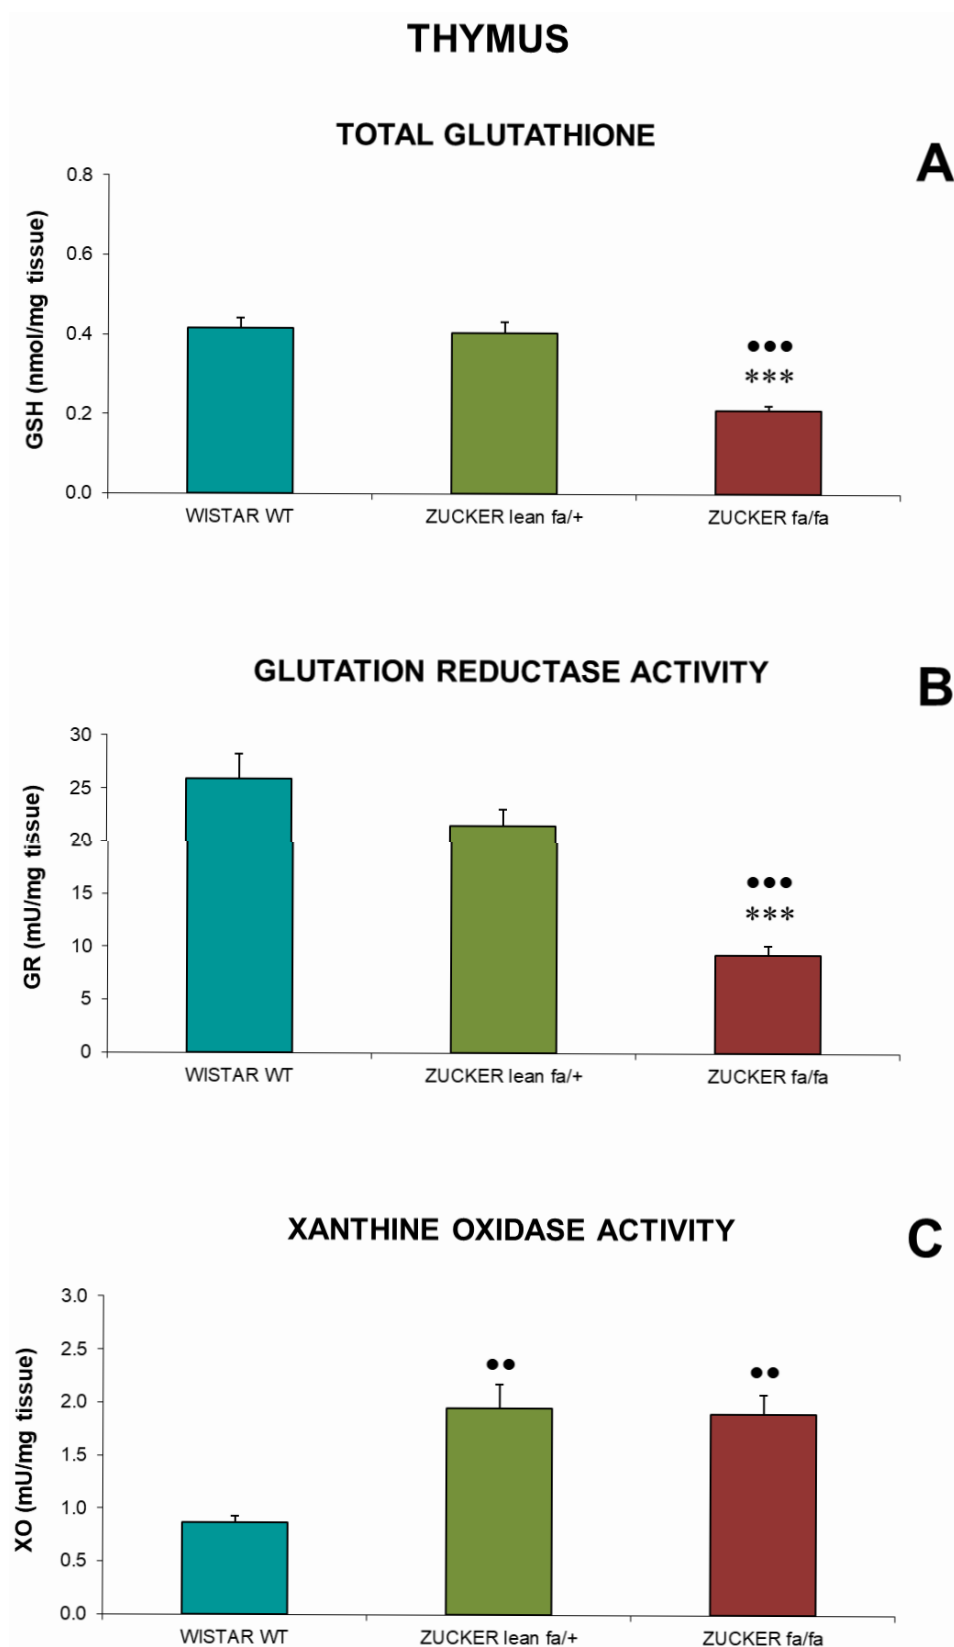 THYMUS
TOTAL GLUTATHIONE
A
GSH (nmol/mg tissue)
0.8
0.6
0.4
0.2
0.0
●●●
***
WISTAR WT ZUCKER lean fa/+ ZUCKER fa/fa
GLUTATION REDUCTASE ACTIVITY
B
GR (mU/mg tissue)
30
25
20
15
10
5
0
●●●
***
WISTAR WT ZUCKER lean fa/+ ZUCKER fa/fa
XANTHINE OXIDASE ACTIVITY
C
XO (mU/mg tissue)
3.0
2.5
2.0
1.5
1.0
0.5
0.0
●● ●●
WISTAR WT ZUCKER lean fa/+ ZUCKER fa/fa